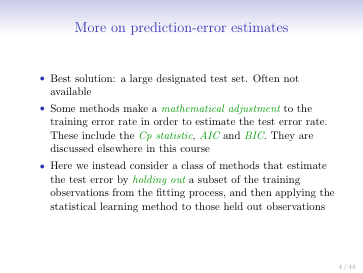 More on prediction-error estimates
• Best solution: a large designated test set. Often not
available
• Some methods make a mathematical adjustment to the
training error rate in order to estimate the test error rate.
These include the Cp statistic, AIC and BIC. They are
discussed elsewhere in this course
• Here we instead consider a class of methods that estimate
the test error by holding out a subset of the training
observations from the fitting process, and then applying the
statistical learning method to those held out observations
4 / 44